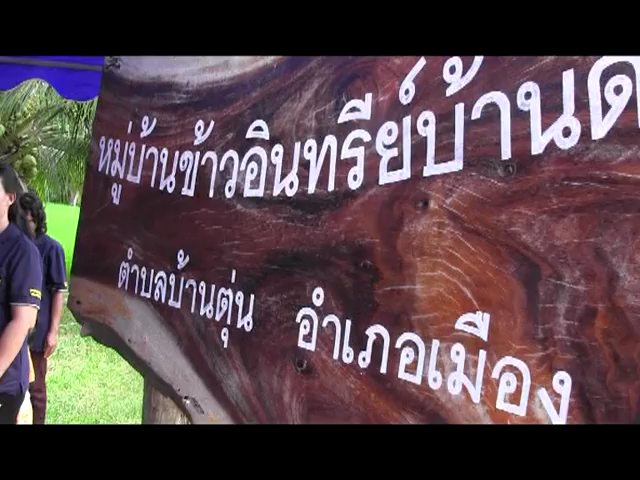 หมู่บ้านข้าวอินทรีย์บ้านด
ตำบลบ้านตุ่น อำเภอเมือง